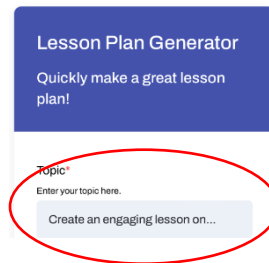 Lesson Plan Generator
Quickly make a great lesson
plan!
Topic*
Enter your topic here.
Create an engaging lesson on...